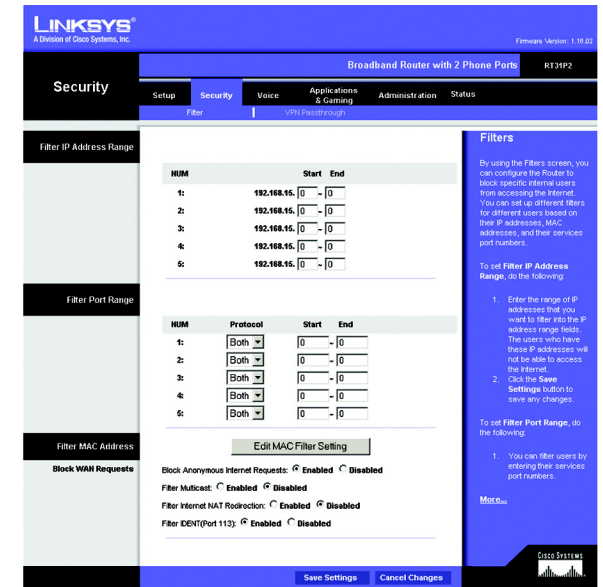 LINKSYS®
A Division of Cisco Systems, Inc.
Firmware Version: 1.16.02
Broadband Router with 2 Phone Ports RT31P2
Security
Setup Security Voice Applications & Gaming Administration Status
Filter VPN Passthrough
Filter IP Address Range
NUM Start End
1: 192.168.15. 0 ~ 0
2: 192.168.15. 0 ~ 0
3: 192.168.15. 0 ~ 0
4: 192.168.15. 0 ~ 0
5: 192.168.15. 0 ~ 0
Filter Port Range
NUM Protocol Start End
1: Both 0 ~ 0
2: Both 0 ~ 0
3: Both 0 ~ 0
4: Both 0 ~ 0
5: Both 0 ~ 0
Filter MAC Address
Edit MAC Filter Setting
Block WAN Requests
Block Anonymous Internet Requests: Enabled Disabled
Filter Multicast: Enabled Disabled
Filter Internet NAT Redirection: Enabled Disabled
Filter IDENT(Port 113): Enabled Disabled
Filters
By using the Filters screen, you
can configure the Router to
block specific internal users
from accessing the Internet.
You can set up different filters
for different users based on
their IP addresses, MAC
addresses, and their services
port numbers.
To set Filter IP Address
Range, do the following:
1. Enter the range of IP
addresses that you
want to filter into the IP
address range fields.
The users who have
these IP addresses will
not be able to access
the Internet.
2. Click the Save
Settings button to
save any changes.
To set Filter Port Range, do
the following:
1. You can filter users by
entering their services
port numbers.
More...
Save Settings Cancel Changes
CISCO SYSTEMS